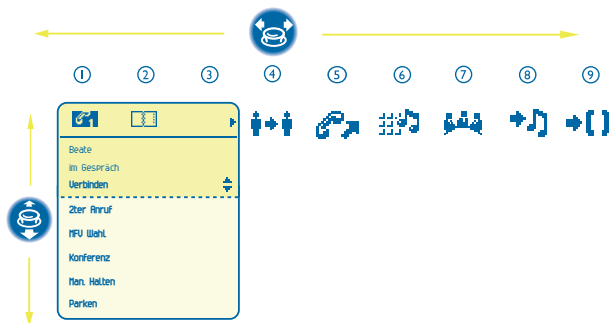 1 2 3 4 5 6 7 8 9
1
Beate
im Gespräch
Verbinden
2ter Anruf
MFV Wahl
Konferenz
Man. Halten
Parken